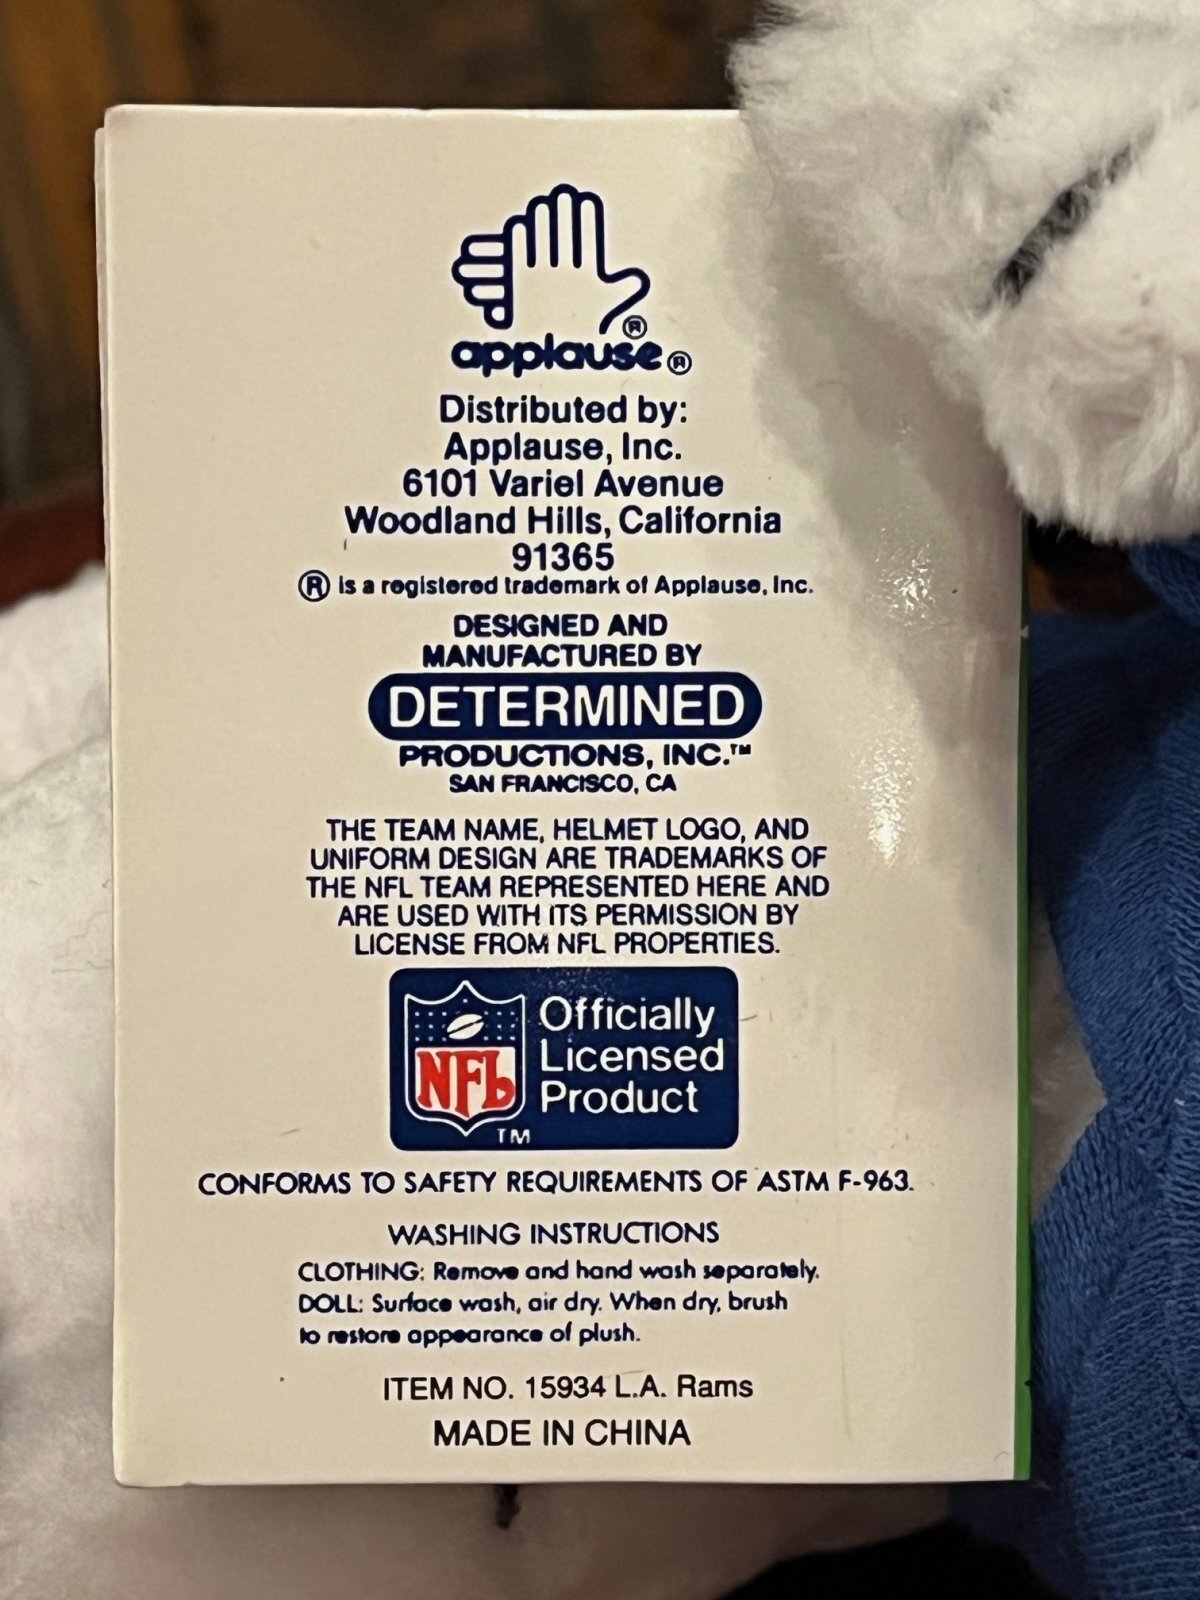 ®
applause®
Distributed by:
Applause, Inc.
6101 Variel Avenue
Woodland Hills, California
91365
® is a registered trademark of Applause, Inc.
DESIGNED AND
MANUFACTURED BY
DETERMINED
PRODUCTIONS, INC.™
SAN FRANCISCO, CA
THE TEAM NAME, HELMET LOGO, AND
UNIFORM DESIGN ARE TRADEMARKS OF
THE NFL TEAM REPRESENTED HERE AND
ARE USED WITH ITS PERMISSION BY
LICENSE FROM NFL PROPERTIES.
NFL
TM
Officially
Licensed
Product
CONFORMS TO SAFETY REQUIREMENTS OF ASTM F-963.
WASHING INSTRUCTIONS
CLOTHING: Remove and hand wash separately.
DOLL: Surface wash, air dry. When dry, brush
to restore appearance of plush.
ITEM NO. 15934 L.A. Rams
MADE IN CHINA